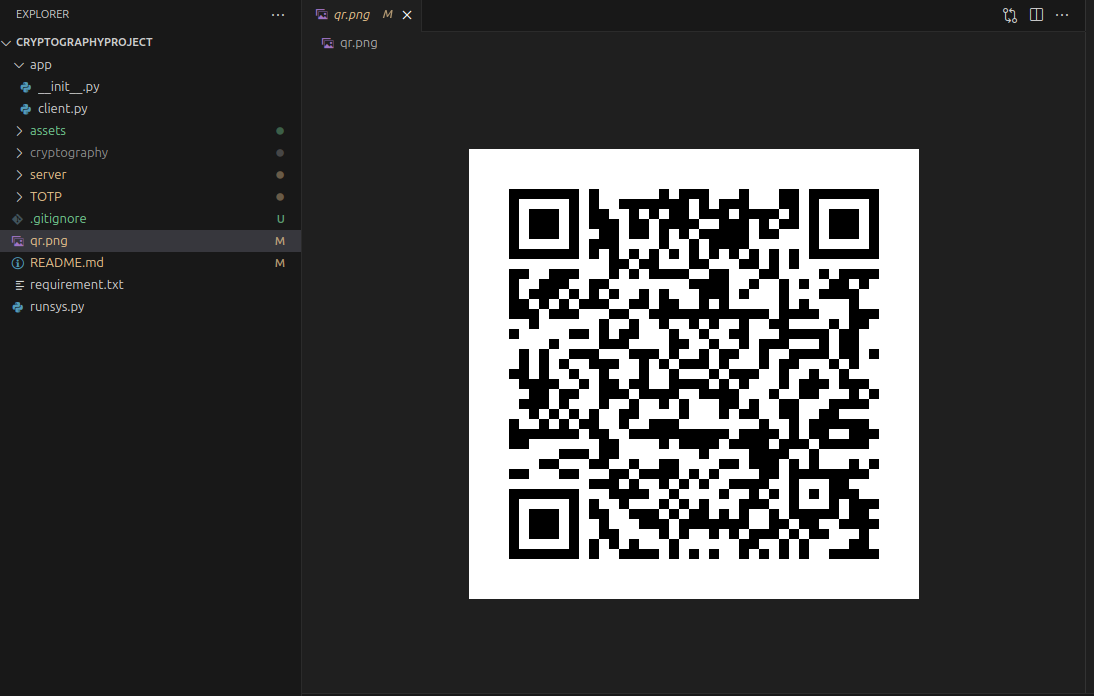 EXPLORER
CRYPTOGRAPHYPROJECT
app
__init__.py
client.py
assets
cryptography
server
TOTP
.gitignore U
qr.png M
README.md M
requirement.txt
runsys.py
qr.png M
qr.png